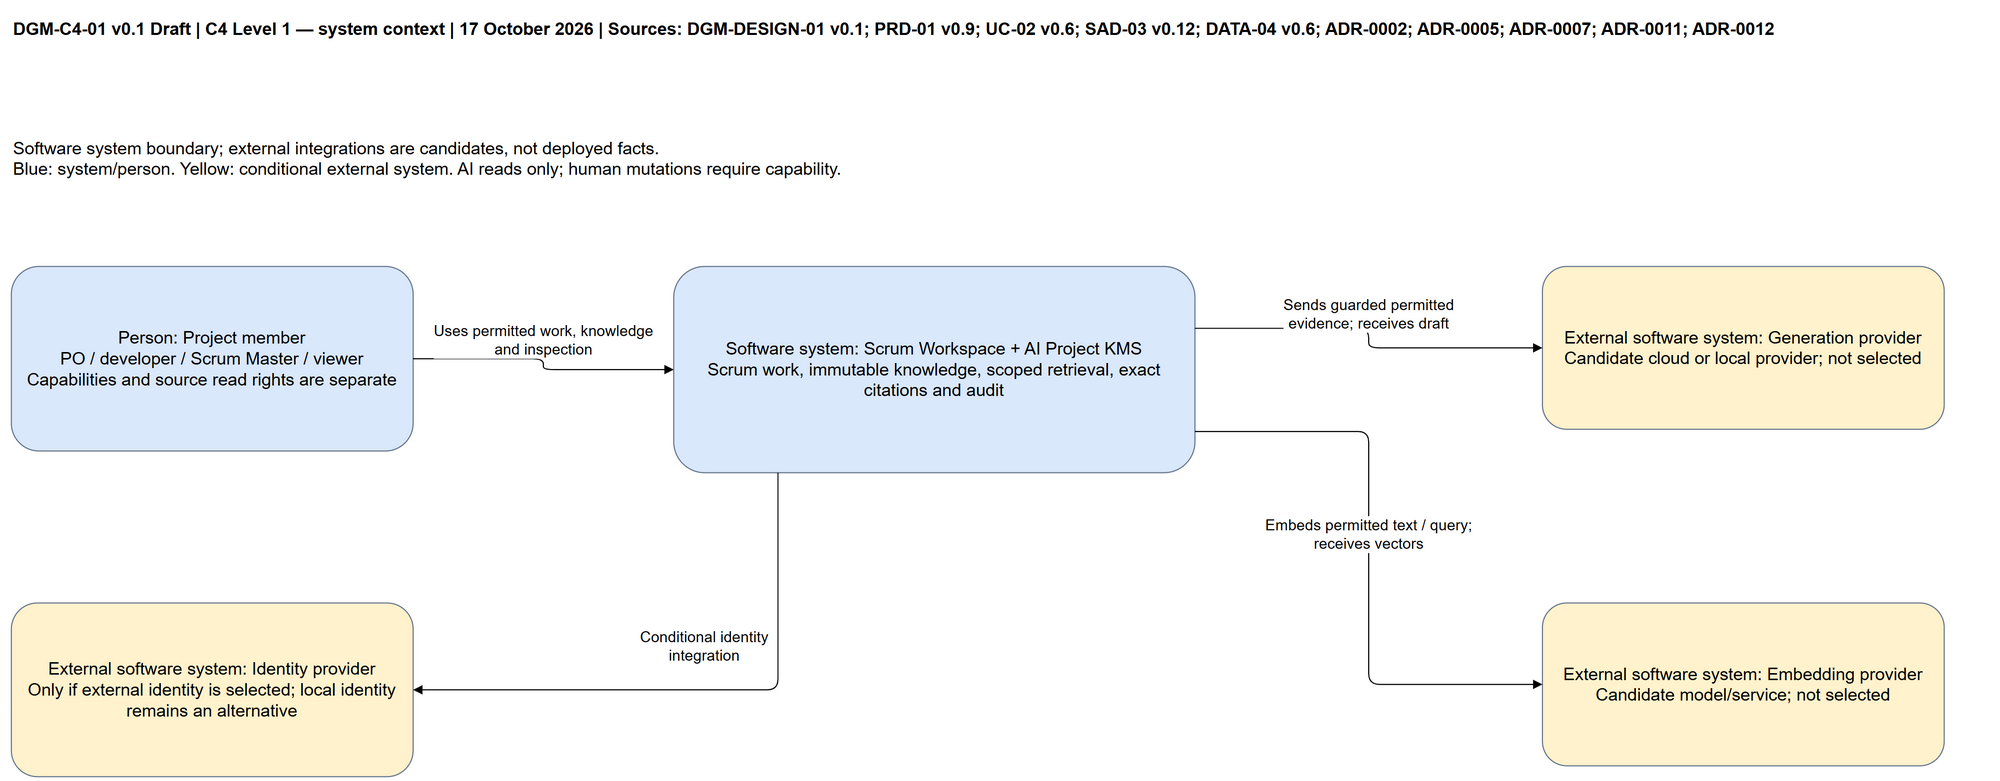 DGM-C4-01 v0.1 Draft | C4 Level 1 — system context | 17 October 2026 | Sources: DGM-DESIGN-01 v0.1; PRD-01 v0.9; UC-02 v0.6; SAD-03 v0.12; DATA-04 v0.6; ADR-0002; ADR-0005; ADR-0007; ADR-0011; ADR-0012
Software system boundary; external integrations are candidates, not deployed facts.
Blue: system/person. Yellow: conditional external system. AI reads only; human mutations require capability.
Person: Project member
PO / developer / Scrum Master / viewer
Capabilities and source read rights are separate
Uses permitted work, knowledge
and inspection
Software system: Scrum Workspace + AI Project KMS
Scrum work, immutable knowledge, scoped retrieval, exact
citations and audit
Sends guarded permitted
evidence; receives draft
External software system: Generation provider
Candidate cloud or local provider; not selected
Embeds permitted text / query;
receives vectors
Conditional identity
integration
External software system: Identity provider
Only if external identity is selected; local identity
remains an alternative
External software system: Embedding provider
Candidate model/service; not selected